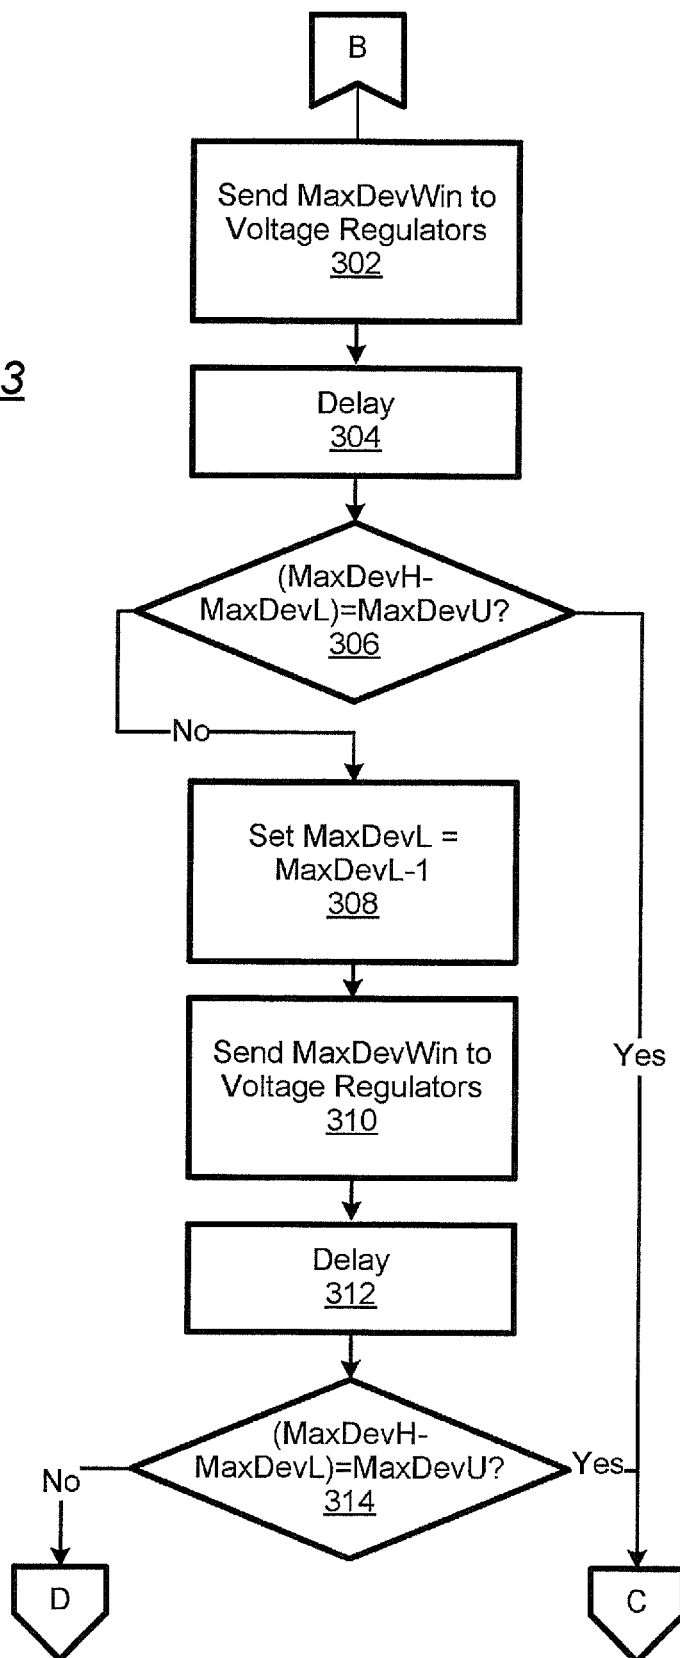 B
Send MaxDevWin to
Voltage Regulators
302
3
Delay
304
(MaxDevH-
MaxDevL)=MaxDevU?
306
No
Set MaxDevL =
MaxDevL-1
308
Send MaxDevWin to
Voltage Regulators
310
Yes
Delay
312
(MaxDevH-
MaxDevL)=MaxDevU?
314
Yes
No
D
C